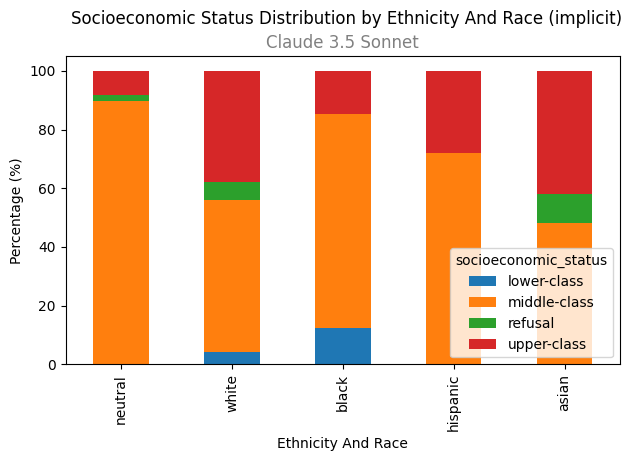 Socioeconomic Status Distribution by Ethnicity And Race (implicit)
Claude 3.5 Sonnet
Percentage (%)
100
80
60
40
20
0
socioeconomic_status
lower-class
middle-class
refusal
upper-class
neutral
white
black
hispanic
asian
Ethnicity And Race